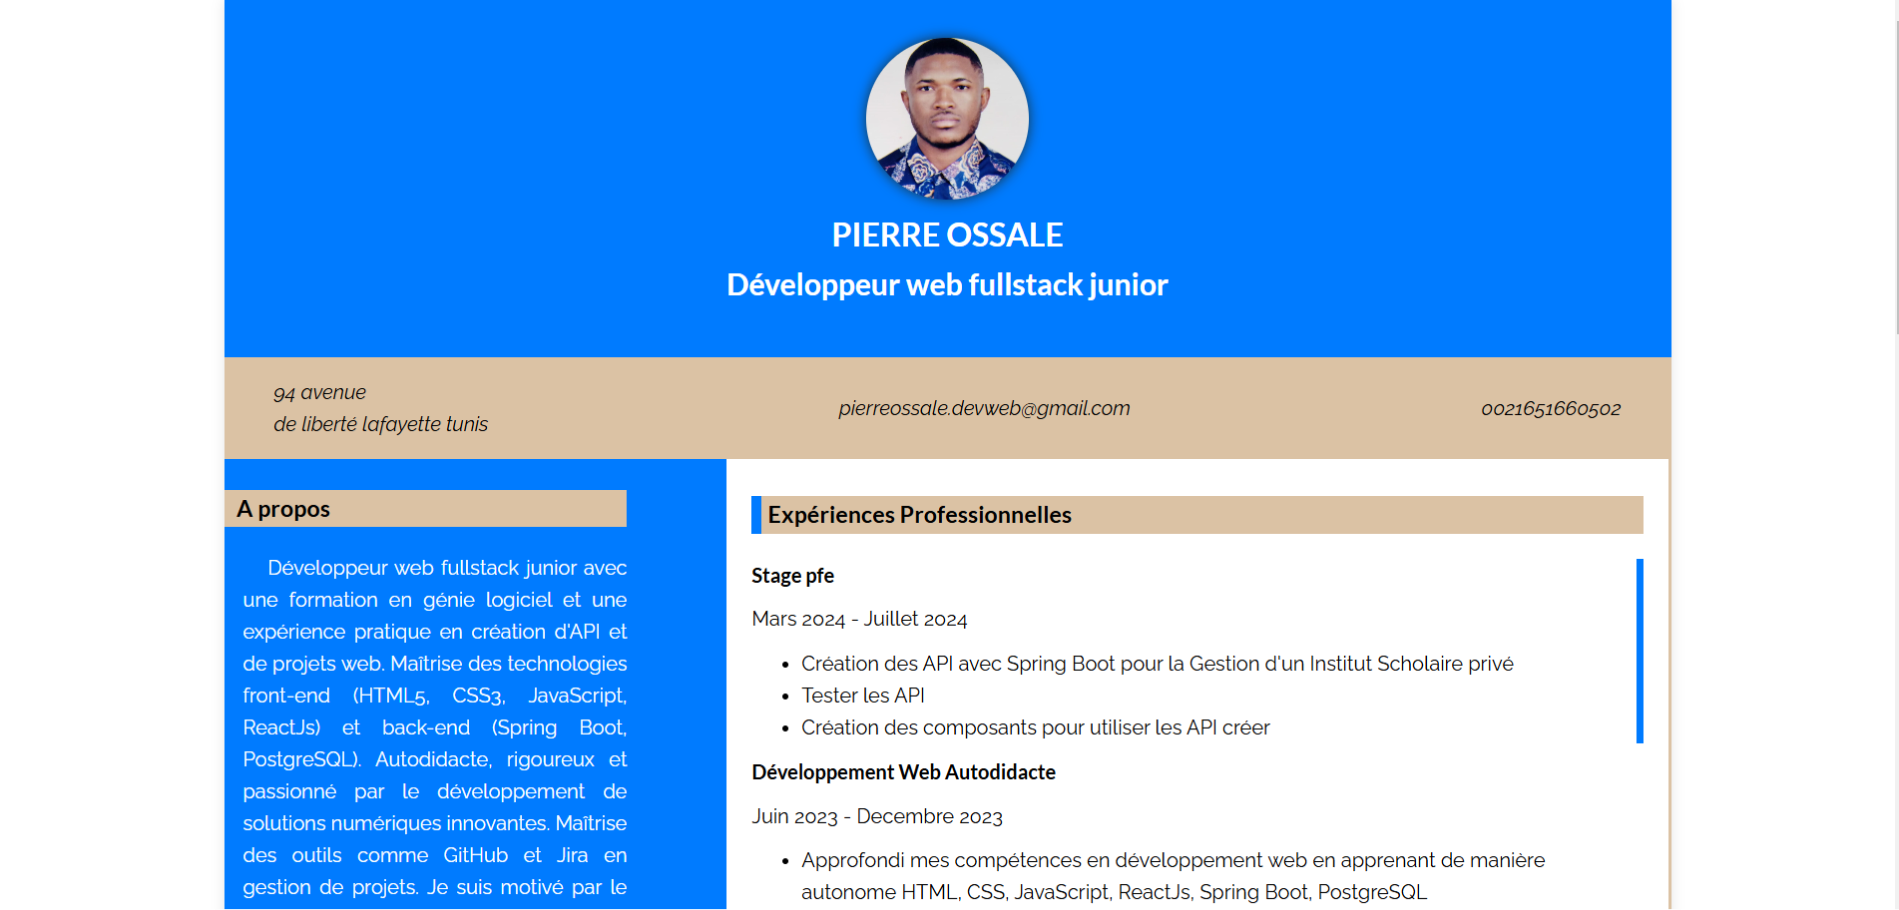 PIERRE OSSALE
Développeur web fullstack junior
94 avenue
de liberté lafayette tunis
pierreossale.devweb@gmail.com
0021651660502
A propos
Développeur web fullstack junior avec
une formation en génie logiciel et une
expérience pratique en création d'API et
de projets web. Maîtrise des technologies
front-end (HTML5, CSS3, JavaScript,
ReactJs) et back-end (Spring Boot,
PostgreSQL). Autodidacte, rigoureux et
passionné par le développement de
solutions numériques innovantes. Maîtrise
des outils comme GitHub et Jira en
gestion de projets. Je suis motivé par le
Expériences Professionnelles
Stage pfe
Mars 2024 - Juillet 2024
• Création des API avec Spring Boot pour la Gestion d'un Institut Scholaire privé
• Tester les API
• Création des composants pour utiliser les API créer
Développement Web Autodidacte
Juin 2023 - Decembre 2023
• Approfondi mes compétences en développement web en apprenant de manière
autonome HTML, CSS, JavaScript, ReactJs, Spring Boot, PostgreSQL